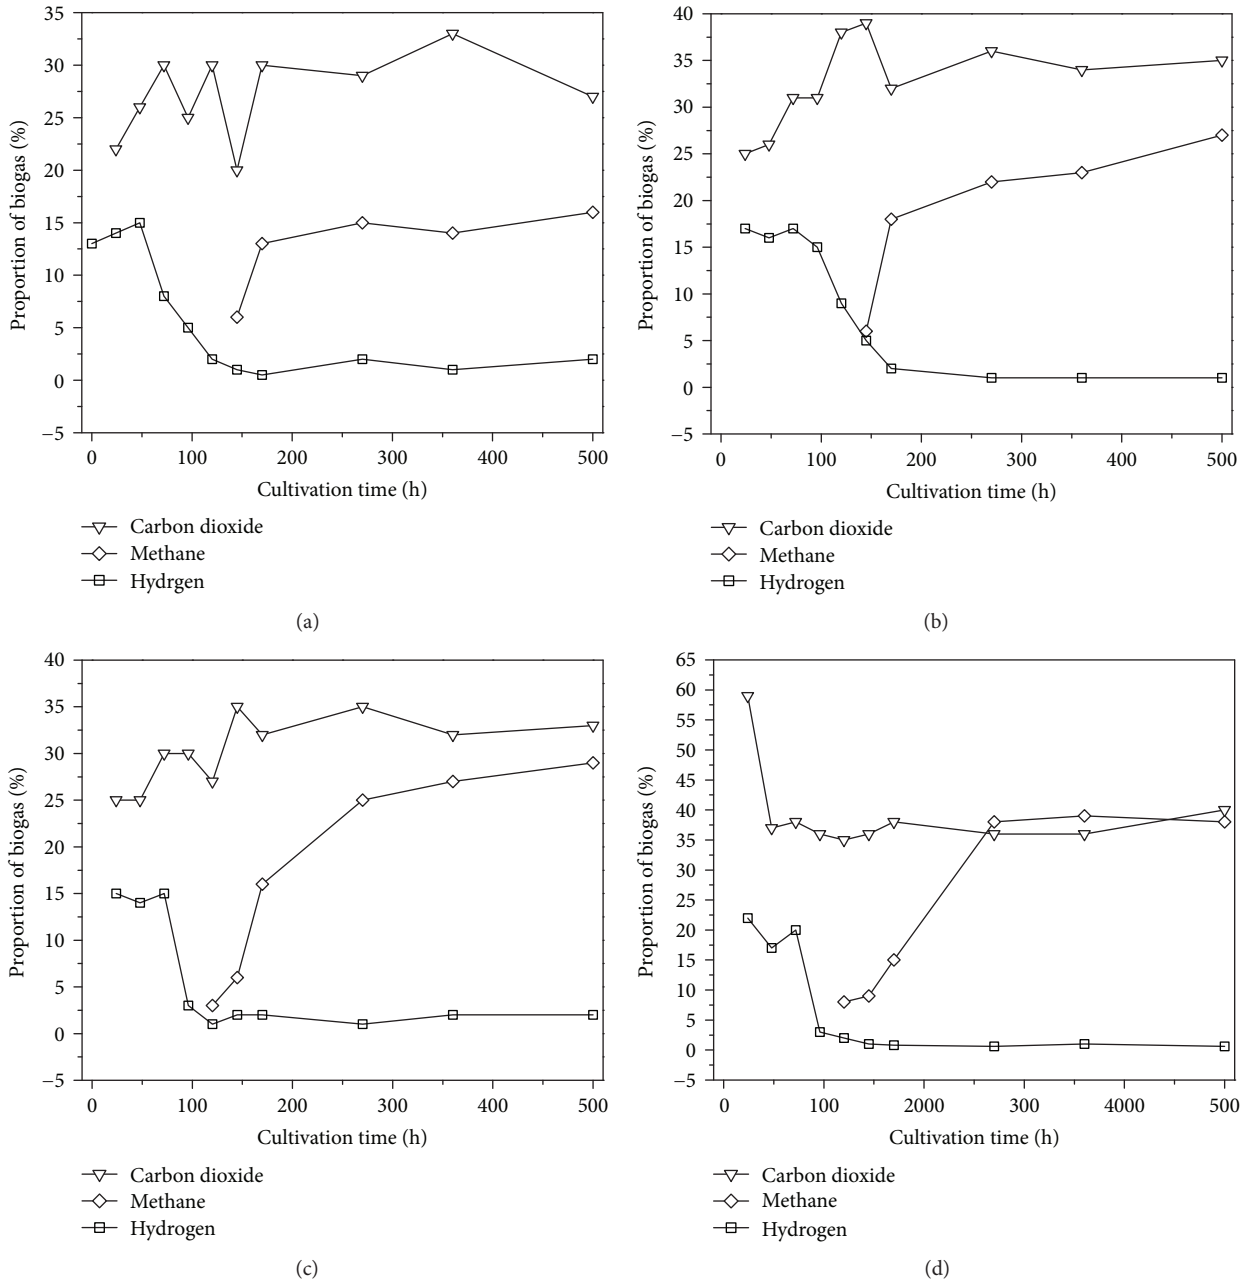 35
30
25
20
15
10
5
0
−5
Proportion of biogas (%)
0 100 200 300 400 500
Cultivation time (h)
Carbon dioxide
Methane
Hydrgen
(a)
40
35
30
25
20
15
10
5
0
−5
Proportion of biogas (%)
0 100 200 300 400 500
Cultivation time (h)
Carbon dioxide
Methane
Hydrogen
(b)
40
35
30
25
20
15
10
5
0
−5
Proportion of biogas (%)
0 100 200 300 400 500
Cultivation time (h)
Carbon dioxide
Methane
Hydrogen
(c)
65
60
55
50
45
40
35
30
25
20
15
10
5
0
−5
Proportion of biogas (%)
0 100 2000 300 4000 500
Cultivation time (h)
Carbon dioxide
Methane
Hydrogen
(d)